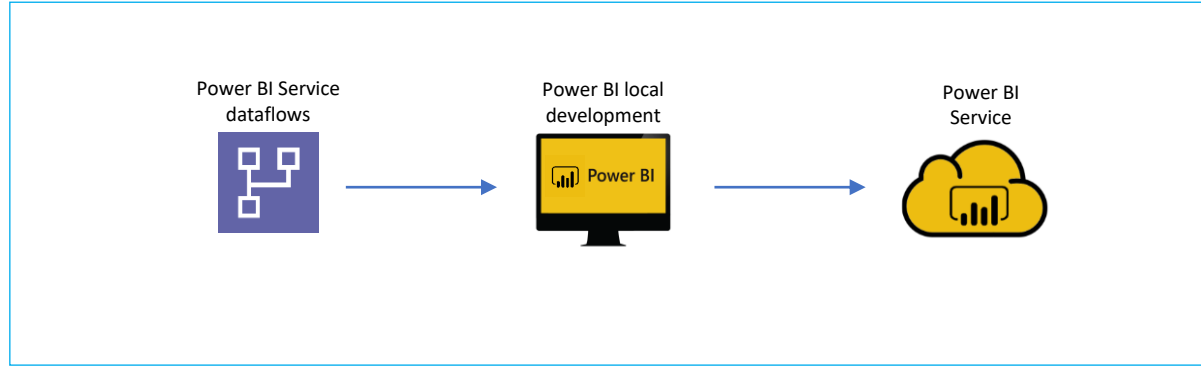 Power BI Service
dataflows
Power BI local
development
Power BI
Power BI
Service